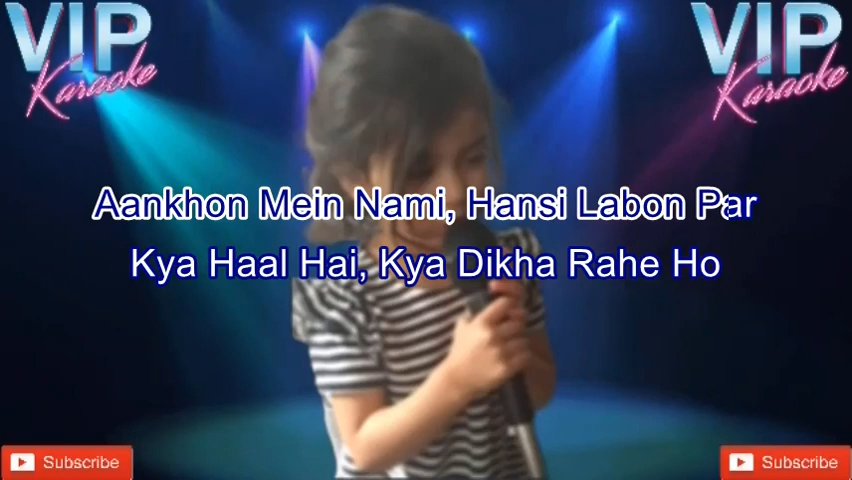 VIP
Karaoke
VIP
Karaoke
Aankhon Mein Nami, Hansi Labon Par
Kya Haal Hai, Kya Dikha Rahe Ho
Subscribe
Subscribe